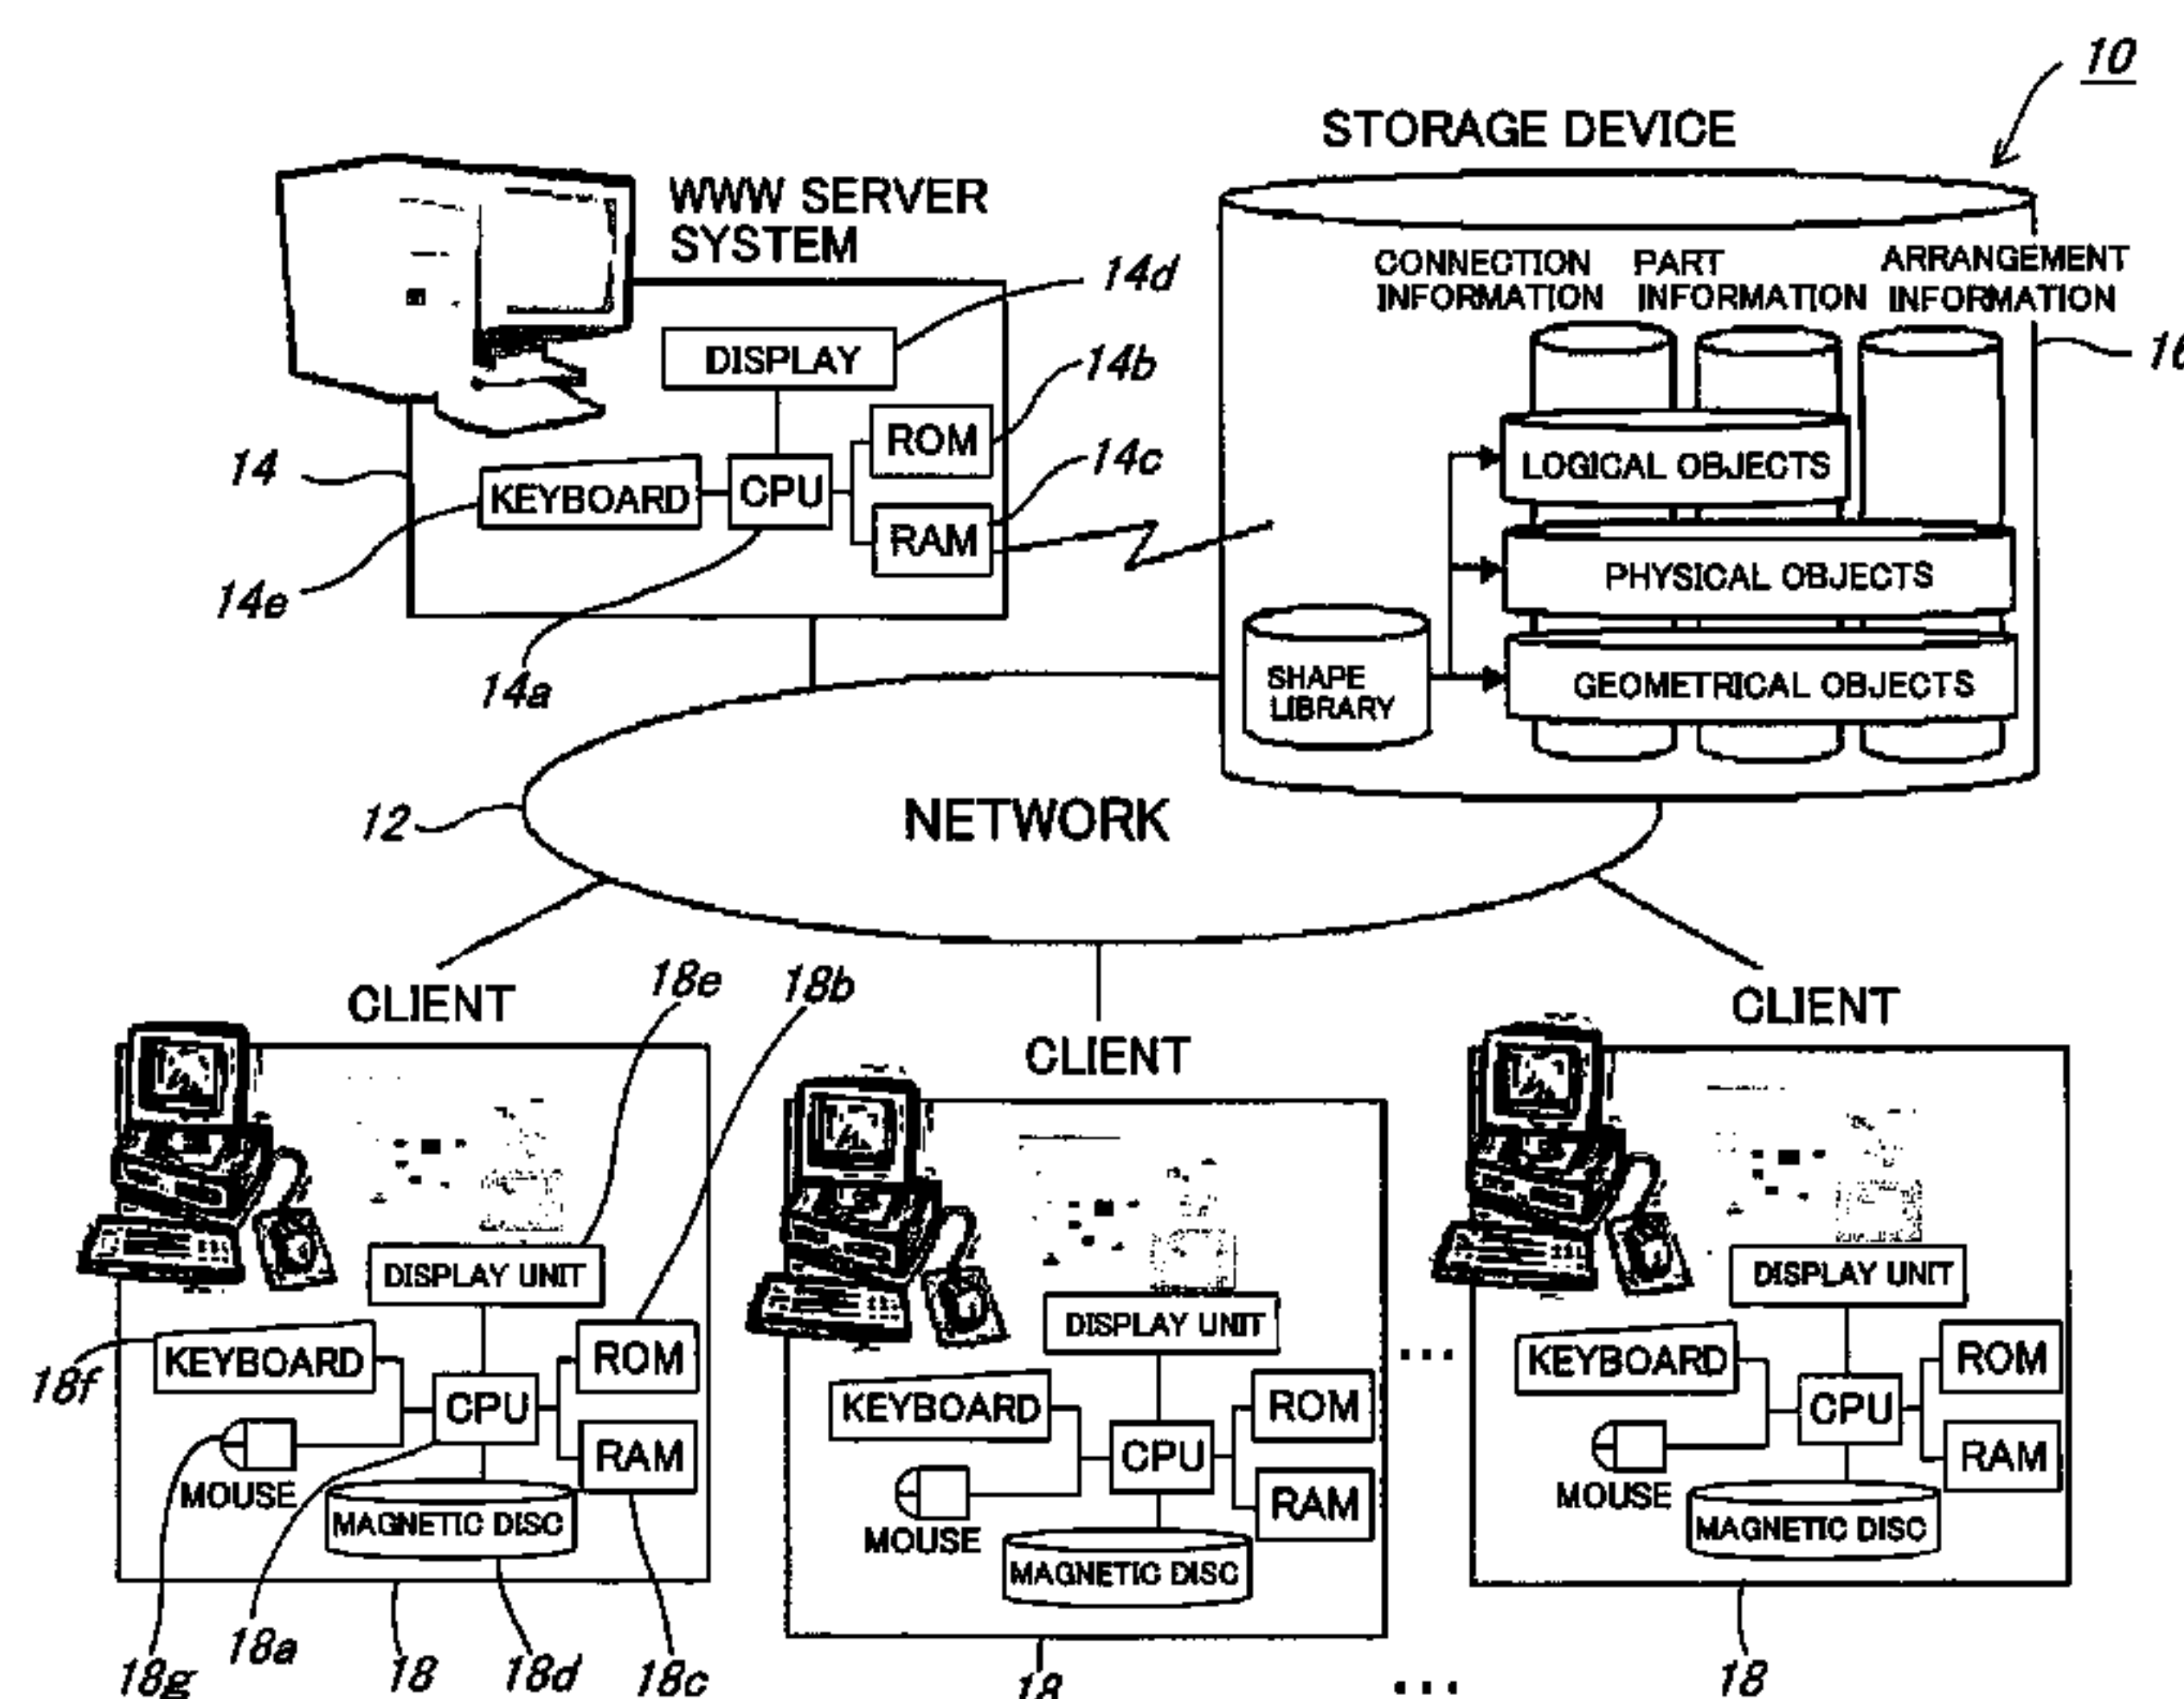 10
STORAGE DEVICE
WWW SERVER
SYSTEM
CONNECTION
INFORMATION
PART
INFORMATION
ARRANGEMENT
INFORMATION
14d
DISPLAY
14b
ROM
14
KEYBOARD
CPU
14c
RAM
14e
14a
LOGICAL OBJECTS
PHYSICAL OBJECTS
GEOMETRICAL OBJECTS
SHAPE
LIBRARY
12
NETWORK
CLIENT
18e
18b
DISPLAY UNIT
18f
KEYBOARD
ROM
CPU
RAM
MOUSE
MAGNETIC DISC
18g
18a
18
18d
18c
CLIENT
DISPLAY UNIT
KEYBOARD
ROM
CPU
RAM
MOUSE
MAGNETIC DISC
18
...
...
CLIENT
DISPLAY UNIT
KEYBOARD
ROM
CPU
RAM
MOUSE
MAGNETIC DISC
18